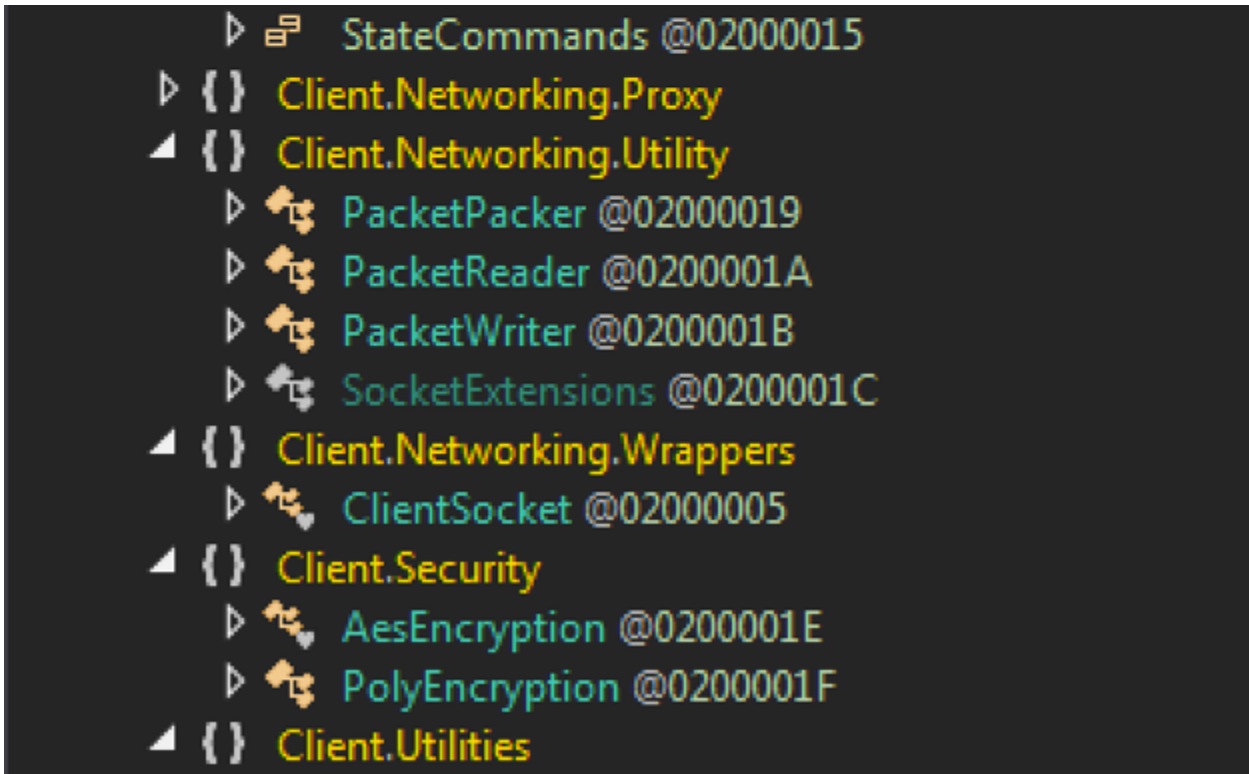 StateCommands @02000015
{ } Client.Networking.Proxy
{ } Client.Networking.Utility
PacketPacker @02000019
PacketReader @0200001A
PacketWriter @0200001B
SocketExtensions @0200001C
{ } Client.Networking.Wrappers
ClientSocket @02000005
{ } Client.Security
AesEncryption @0200001E
PolyEncryption @0200001F
{ } Client.Utilities